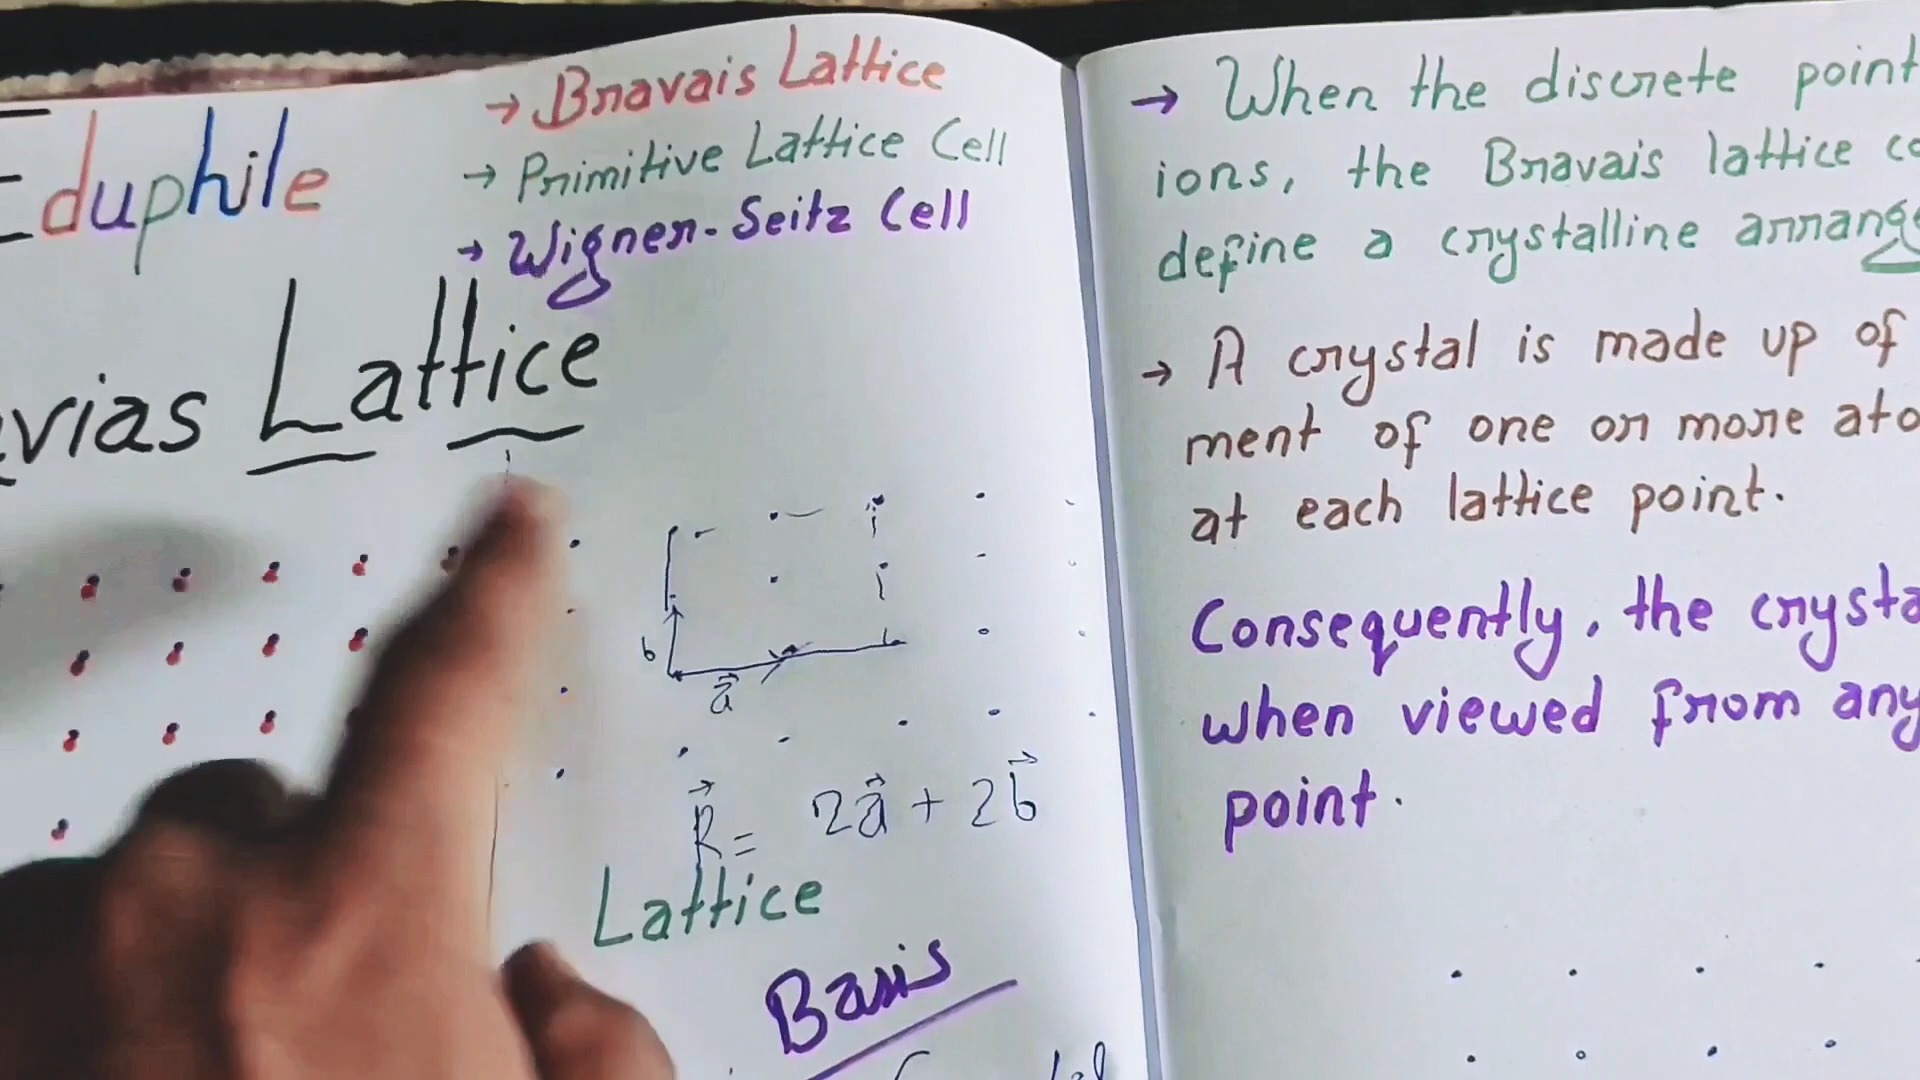 Eduphile
→ Bravais Lattice
→ Primitive Lattice Cell
→ Wigner-Seitz Cell
vias Lattice
b
a⃗
R⃗ = 2a⃗ + 2b⃗
Lattice
Basis
→ When the discrete point
ions, the Bravais lattice co
define a crystalline arrange
→ A crystal is made up of
ment of one or more ato
at each lattice point.
Consequently, the crysta
when viewed from any
point.